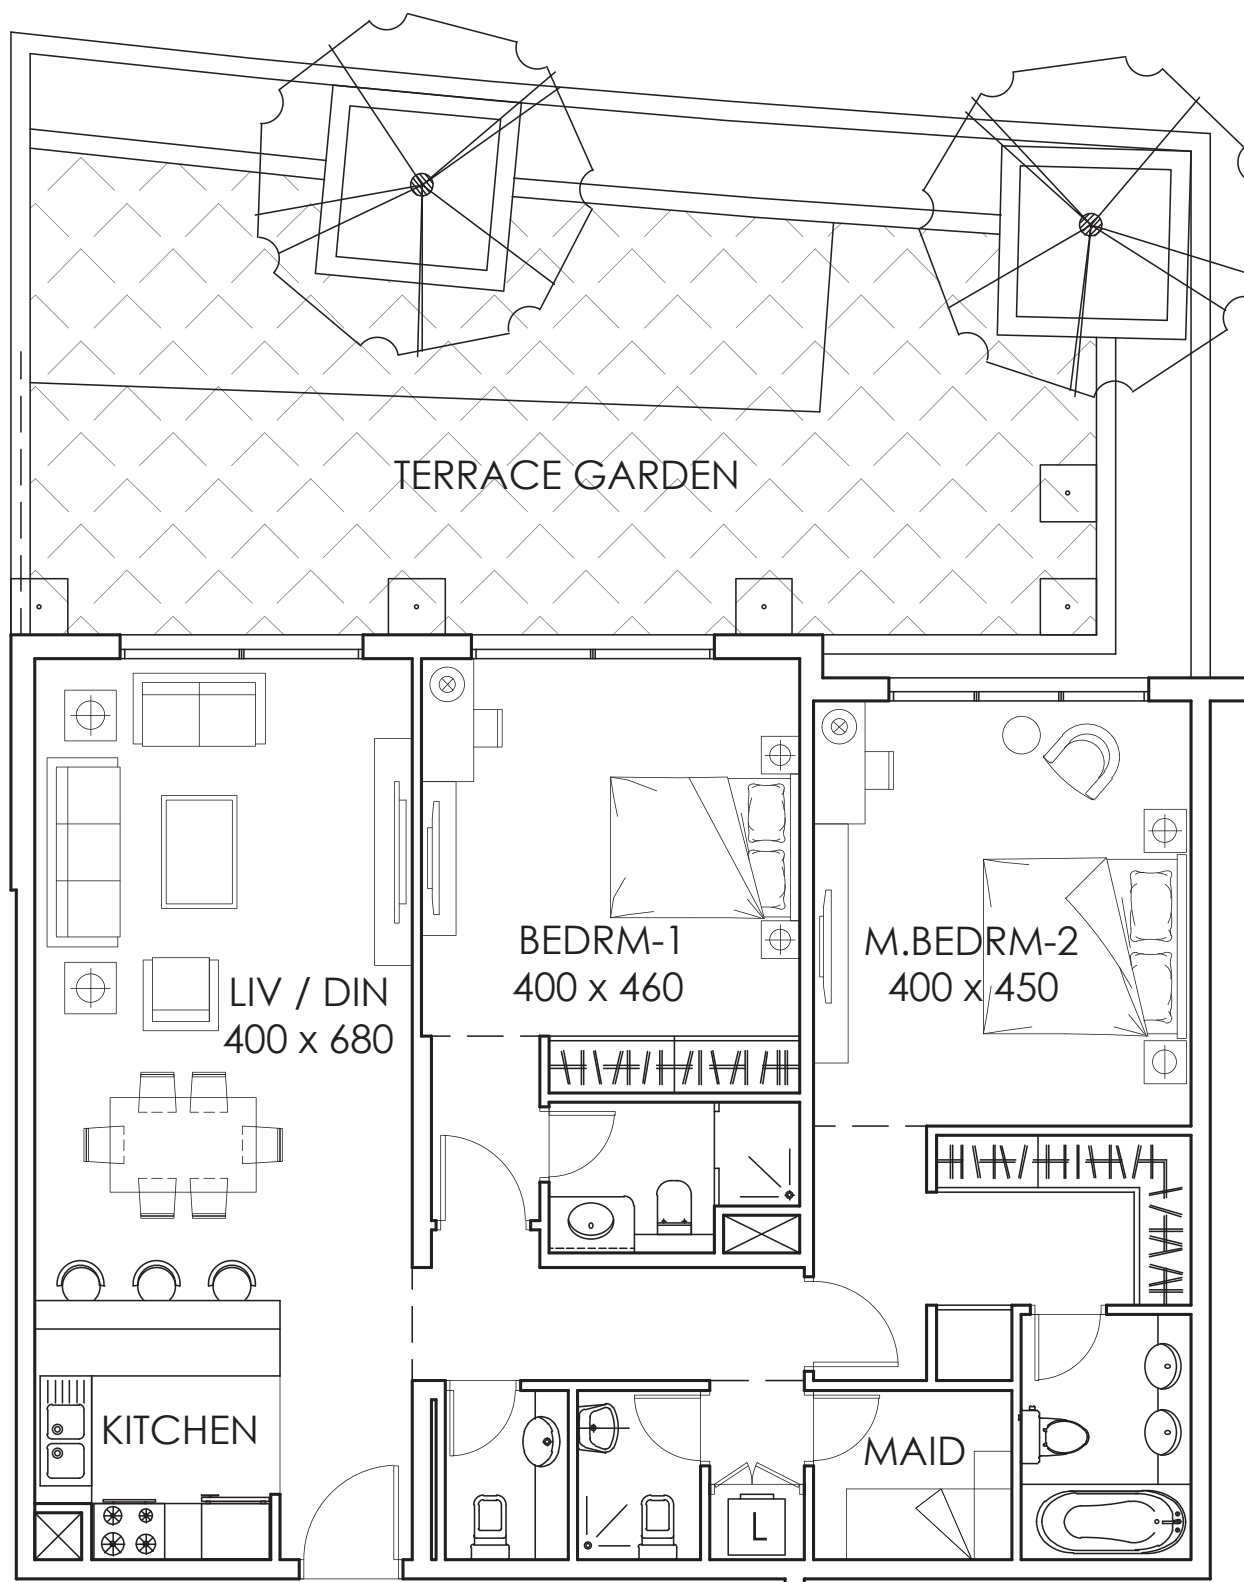 TERRACE GARDEN
BEDRM-1
400 x 460
M.BEDRM-2
400 x 450
LIV / DIN
400 x 680
KITCHEN
MAID
L